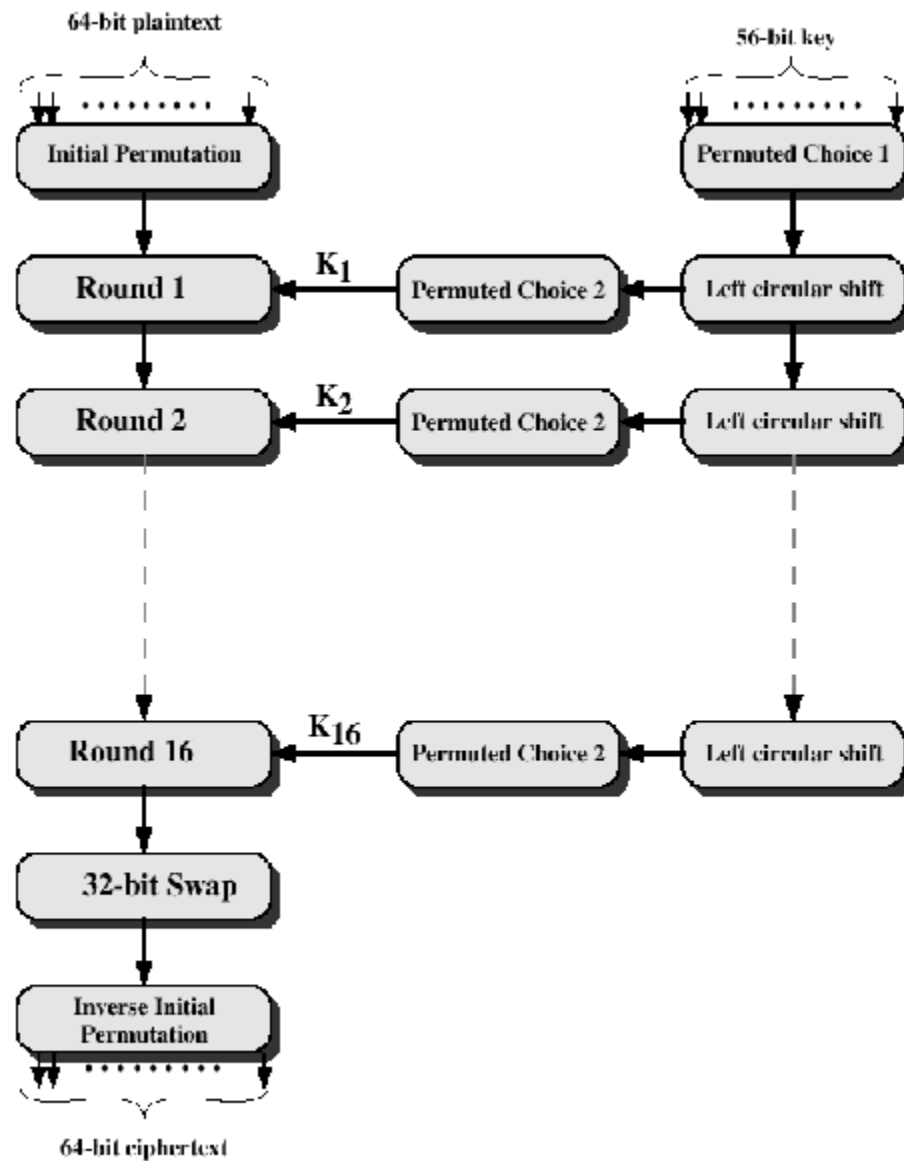 64-bit plaintext
56-bit key
Initial Permutation
Permuted Choice 1
Round 1
K1
Permuted Choice 2
Left circular shift
Round 2
K2
Permuted Choice 2
Left circular shift
Round 16
K16
Permuted Choice 2
Left circular shift
32-bit Swap
Inverse Initial
Permutation
64-bit ciphertext